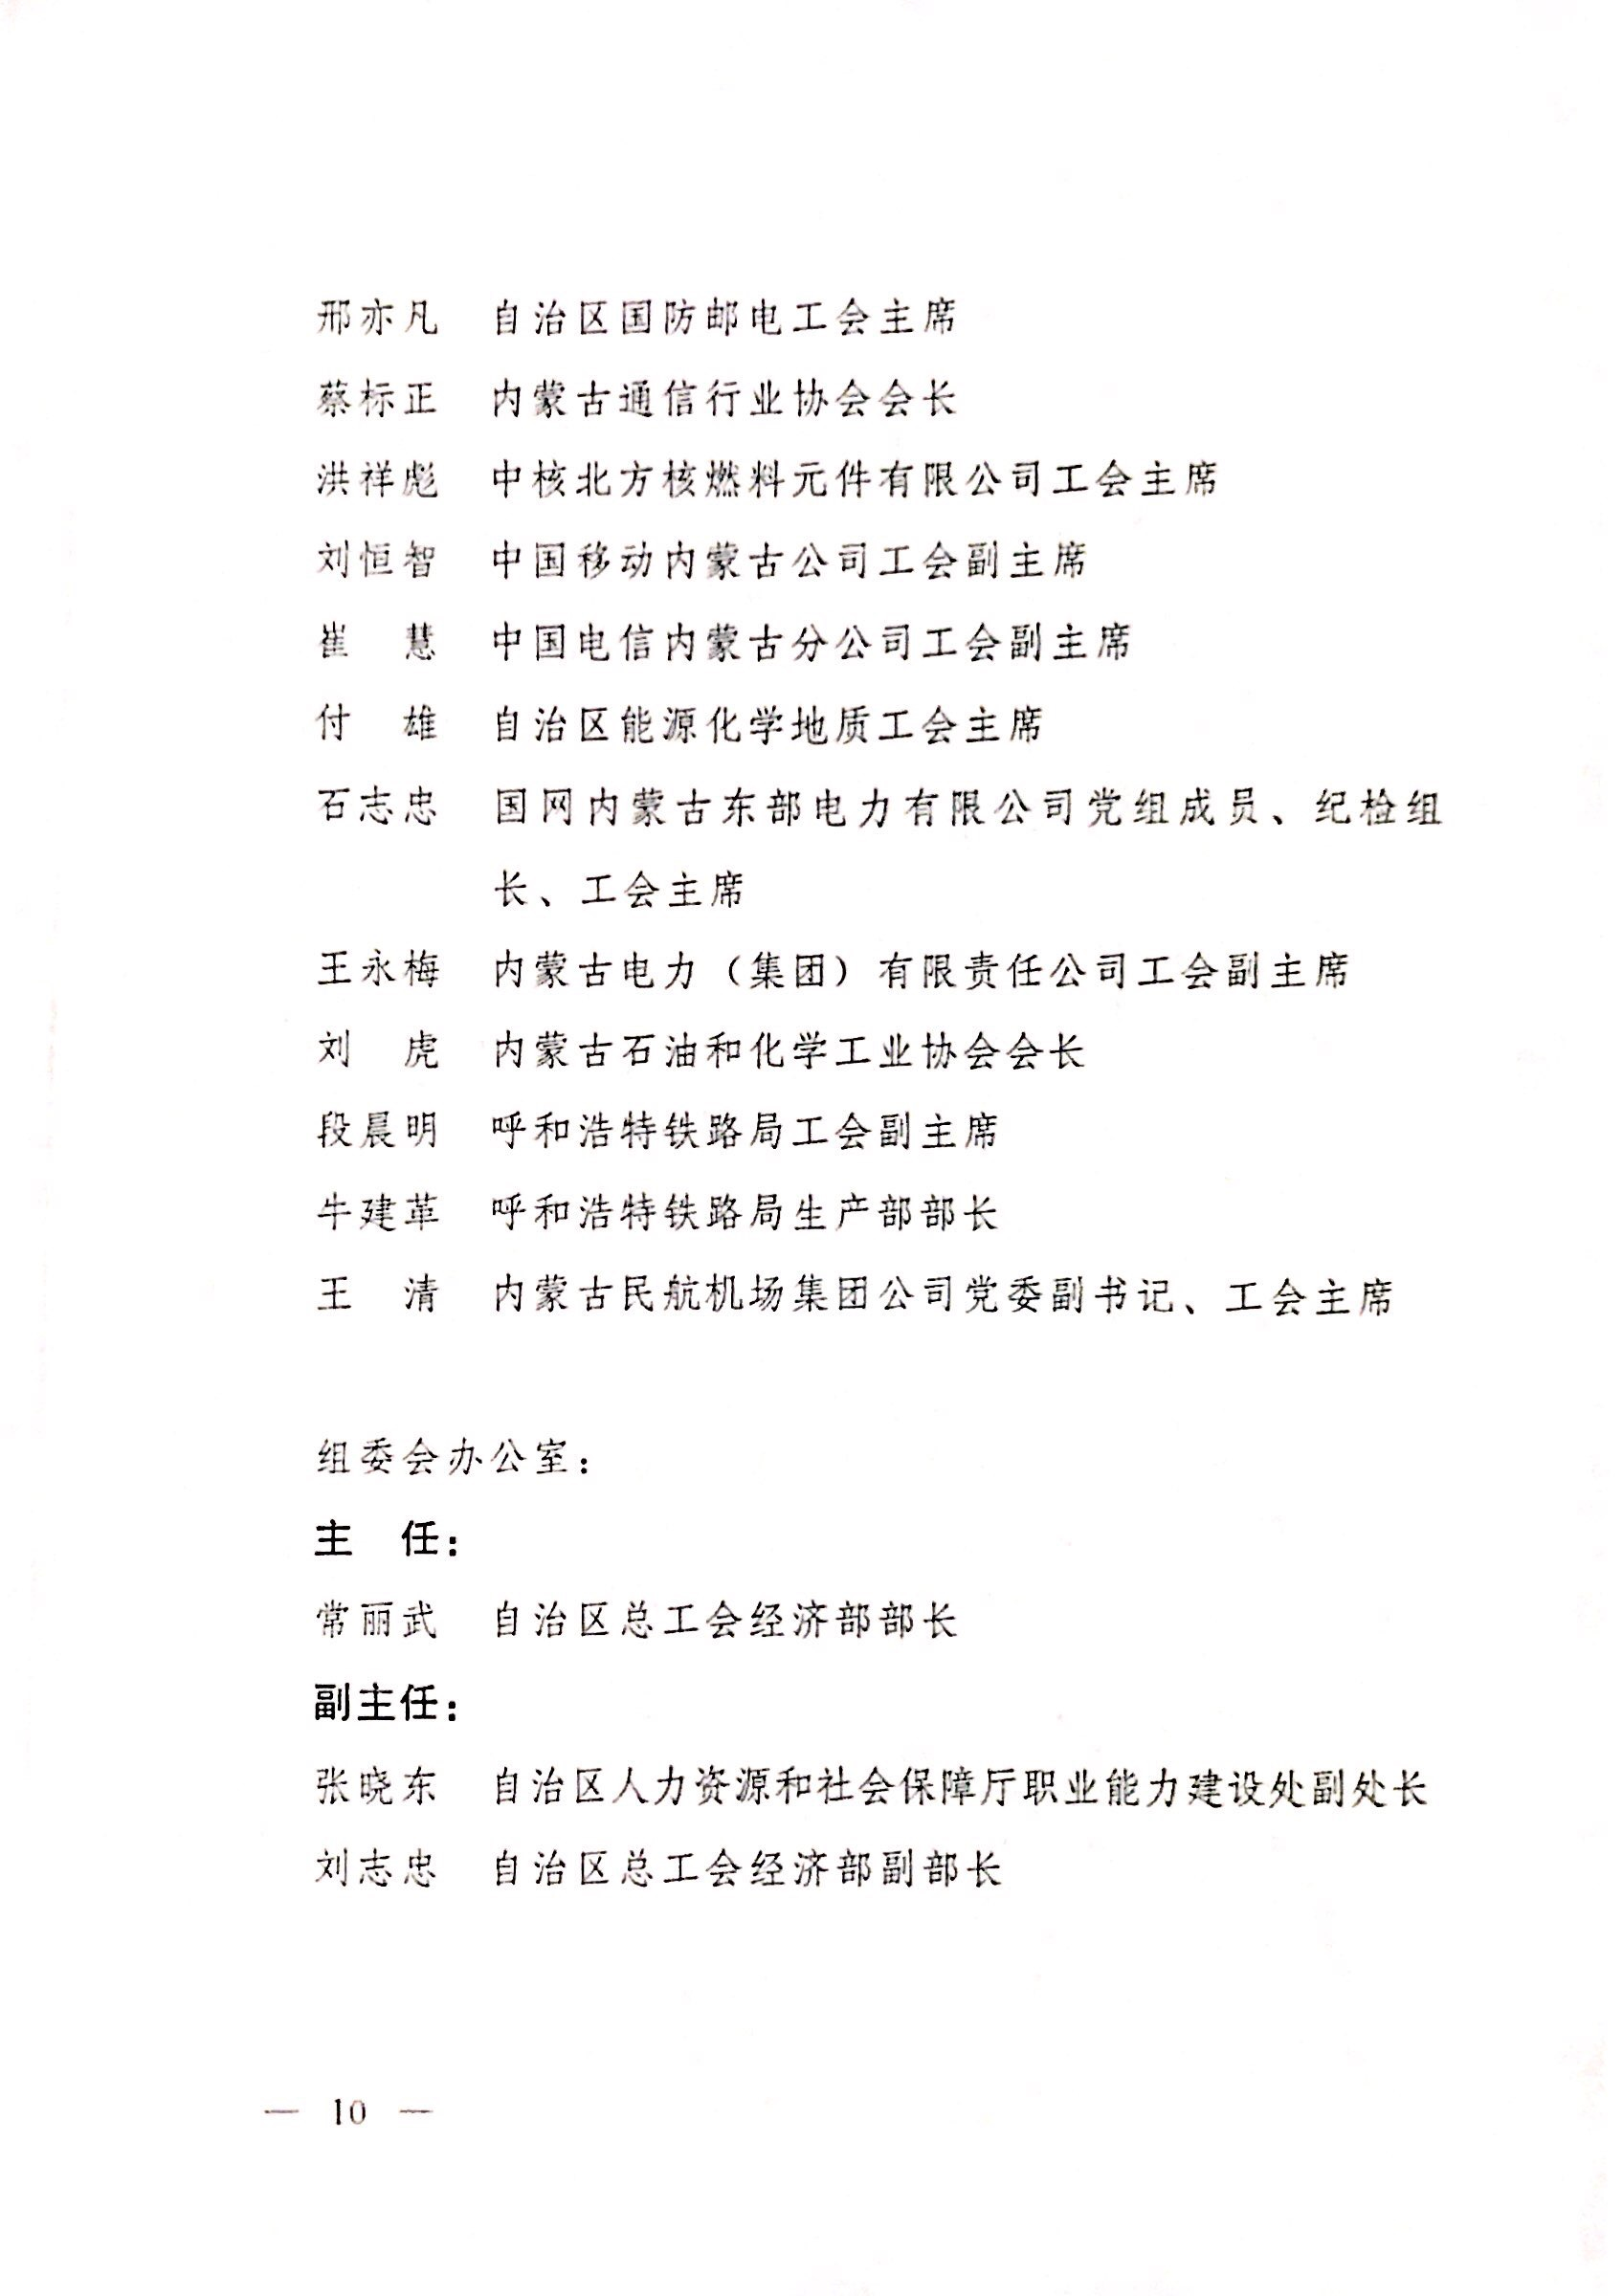 邢亦凡　自治区国防邮电工会主席
蔡标正　内蒙古通信行业协会会长
洪祥彪　中核北方核燃料元件有限公司工会主席
刘恒智　中国移动内蒙古公司工会副主席
崔　慧　中国电信内蒙古分公司工会副主席
付　雄　自治区能源化学地质工会主席
石志忠　国网内蒙古东部电力有限公司党组成员、纪检组
长、工会主席
王永梅　内蒙古电力（集团）有限责任公司工会副主席
刘　虎　内蒙古石油和化学工业协会会长
段晨明　呼和浩特铁路局工会副主席
牛建革　呼和浩特铁路局生产部部长
王　清　内蒙古民航机场集团公司党委副书记、工会主席
组委会办公室：
主　任：
常丽武　自治区总工会经济部部长
副主任：
张晓东　自治区人力资源和社会保障厅职业能力建设处副处长
刘志忠　自治区总工会经济部副部长
— 10 —